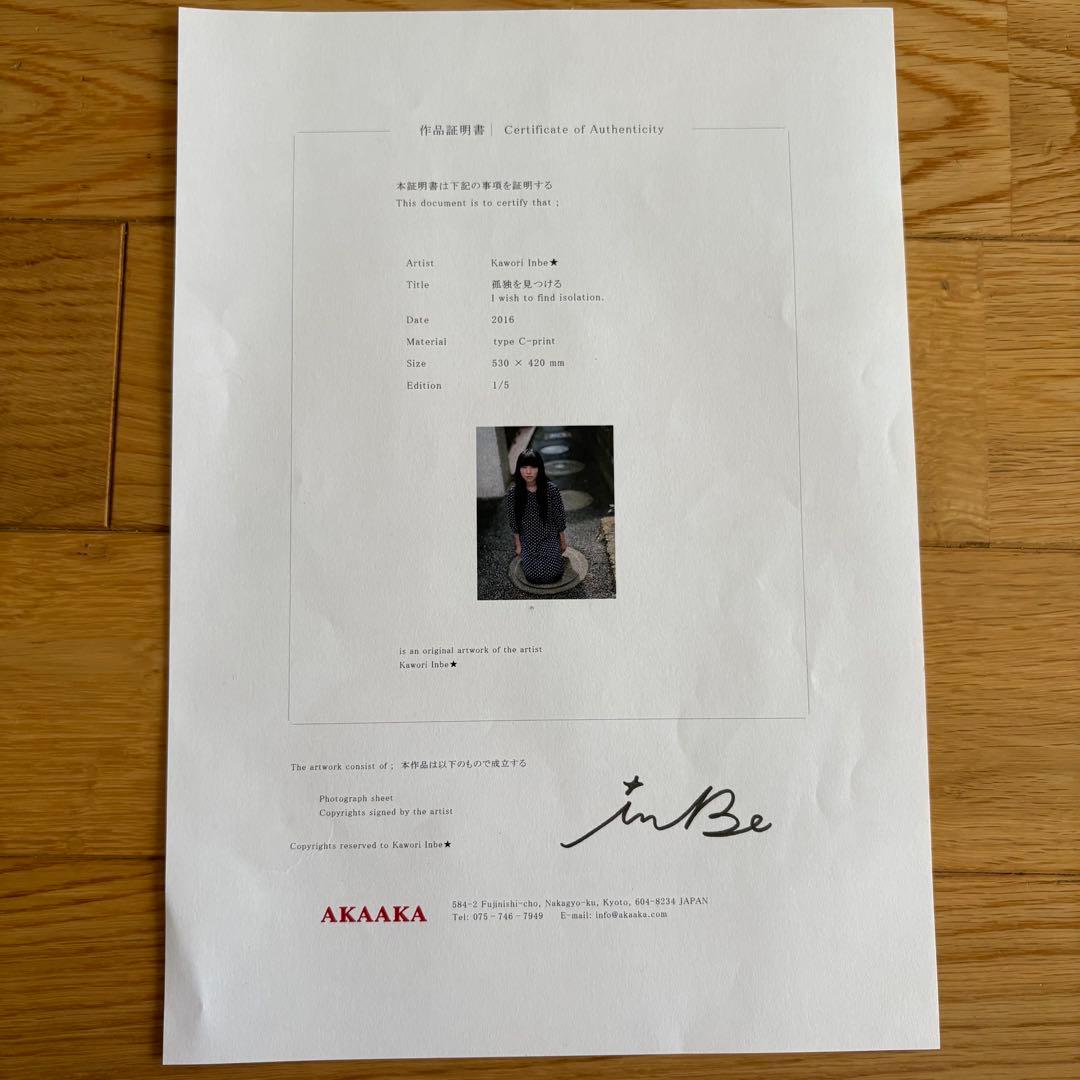 作品証明書 | Certificate of Authenticity
本証明書は下記の事項を証明する
This document is to certify that ;
Artist Kawori Inbe★
Title 孤独を見つける
I wish to find isolation.
Date 2016
Material type C-print
Size 530 × 420 mm
Edition 1/5
is an original artwork of the artist
Kawori Inbe★
The artwork consist of ; 本作品は以下のもので成立する
Photograph sheet
Copyrights signed by the artist
inBe
Copyrights reserved to Kawori Inbe★
AKAAKA
584-2 Fujinishi-cho, Nakagyo-ku, Kyoto, 604-8234 JAPAN
Tel: 075-746-7949 E-mail: info@akaaka.com